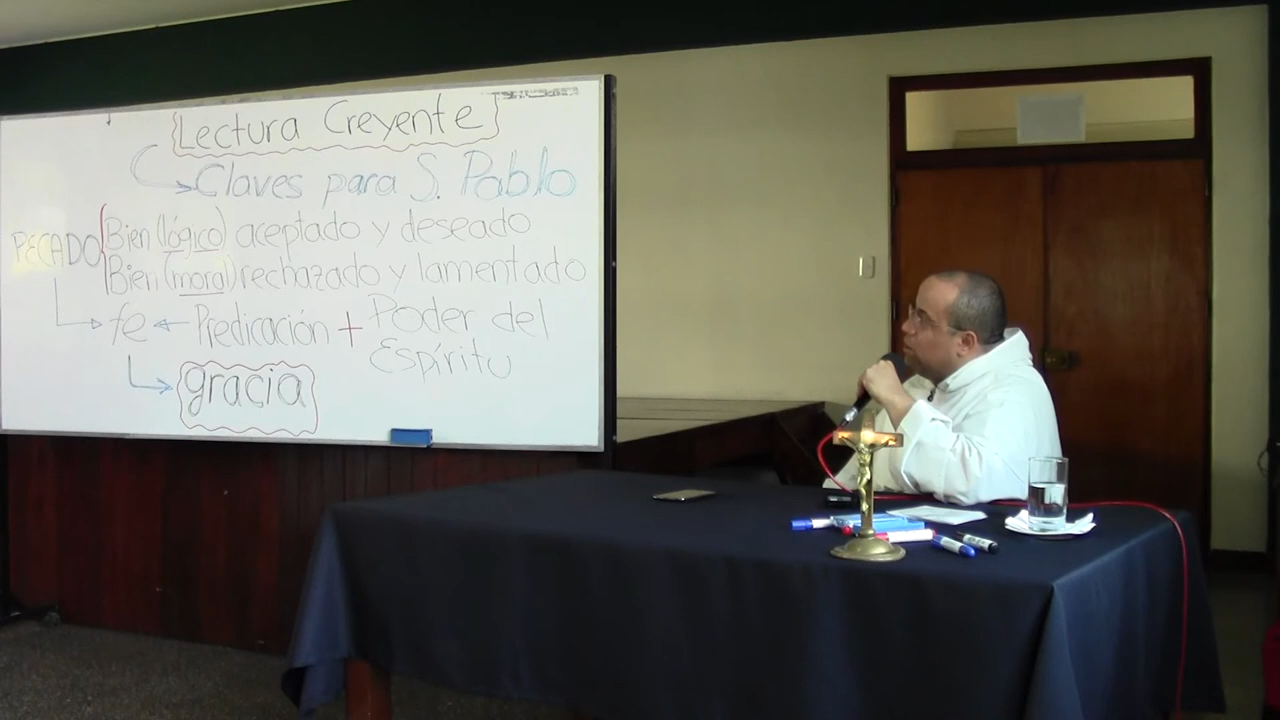 Lectura Creyente
Claves para S. Pablo
PECADO
Bien (lógico) aceptado y deseado
Bien (moral) rechazado y lamentado
fe Predicación + Poder del
Espíritu
gracia